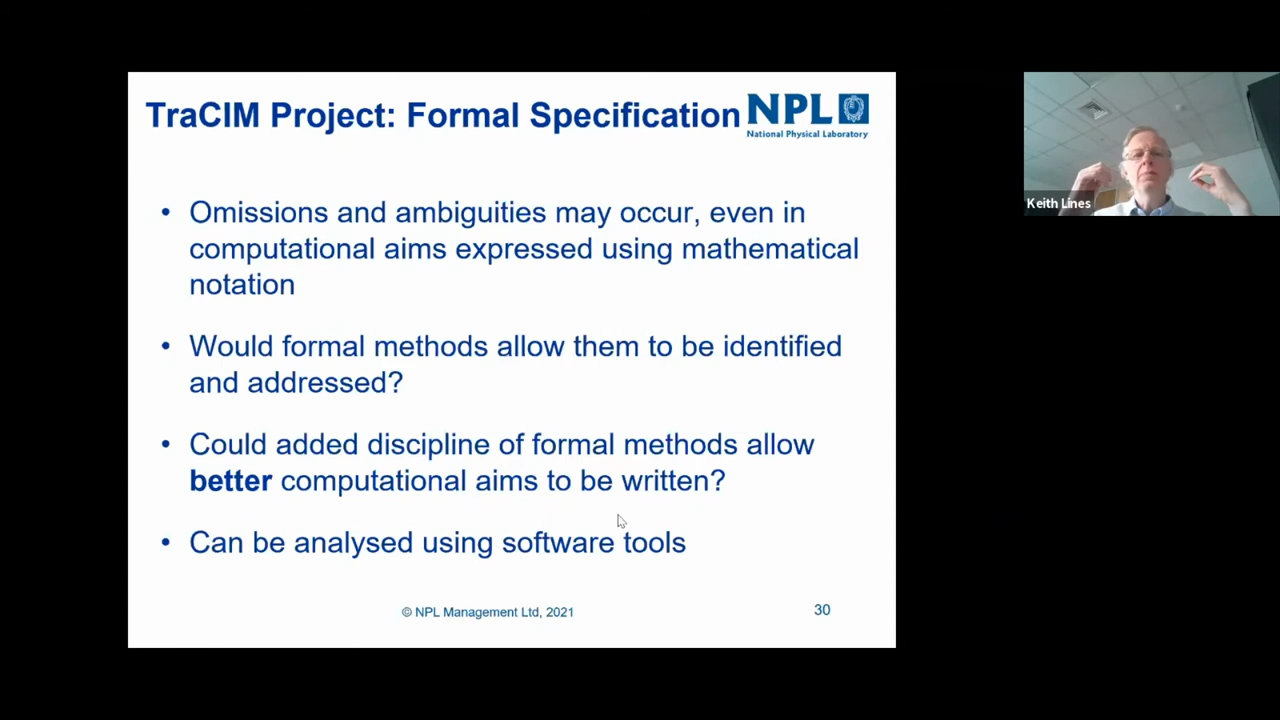 TraCIM Project: Formal Specification
NPL
National Physical Laboratory
• Omissions and ambiguities may occur, even in
computational aims expressed using mathematical
notation
• Would formal methods allow them to be identified
and addressed?
• Could added discipline of formal methods allow
better computational aims to be written?
• Can be analysed using software tools
© NPL Management Ltd, 2021
30
Keith Lines